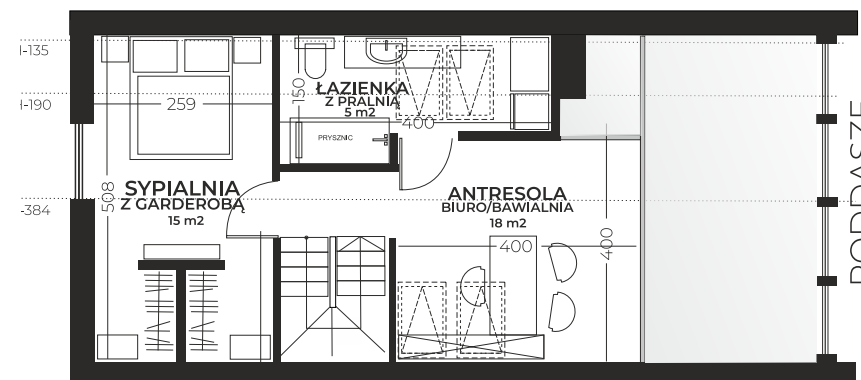 -135
-190
-384
259
508
SYPIALNIA
Z GARDEROBĄ
15 m2
150
ŁAZIENKA
Z PRALNIĄ
5 m2
400
PRYSZNIC
ANTRESOLA
BIURO/BAWIALNIA
18 m2
400
400
PODDASZE